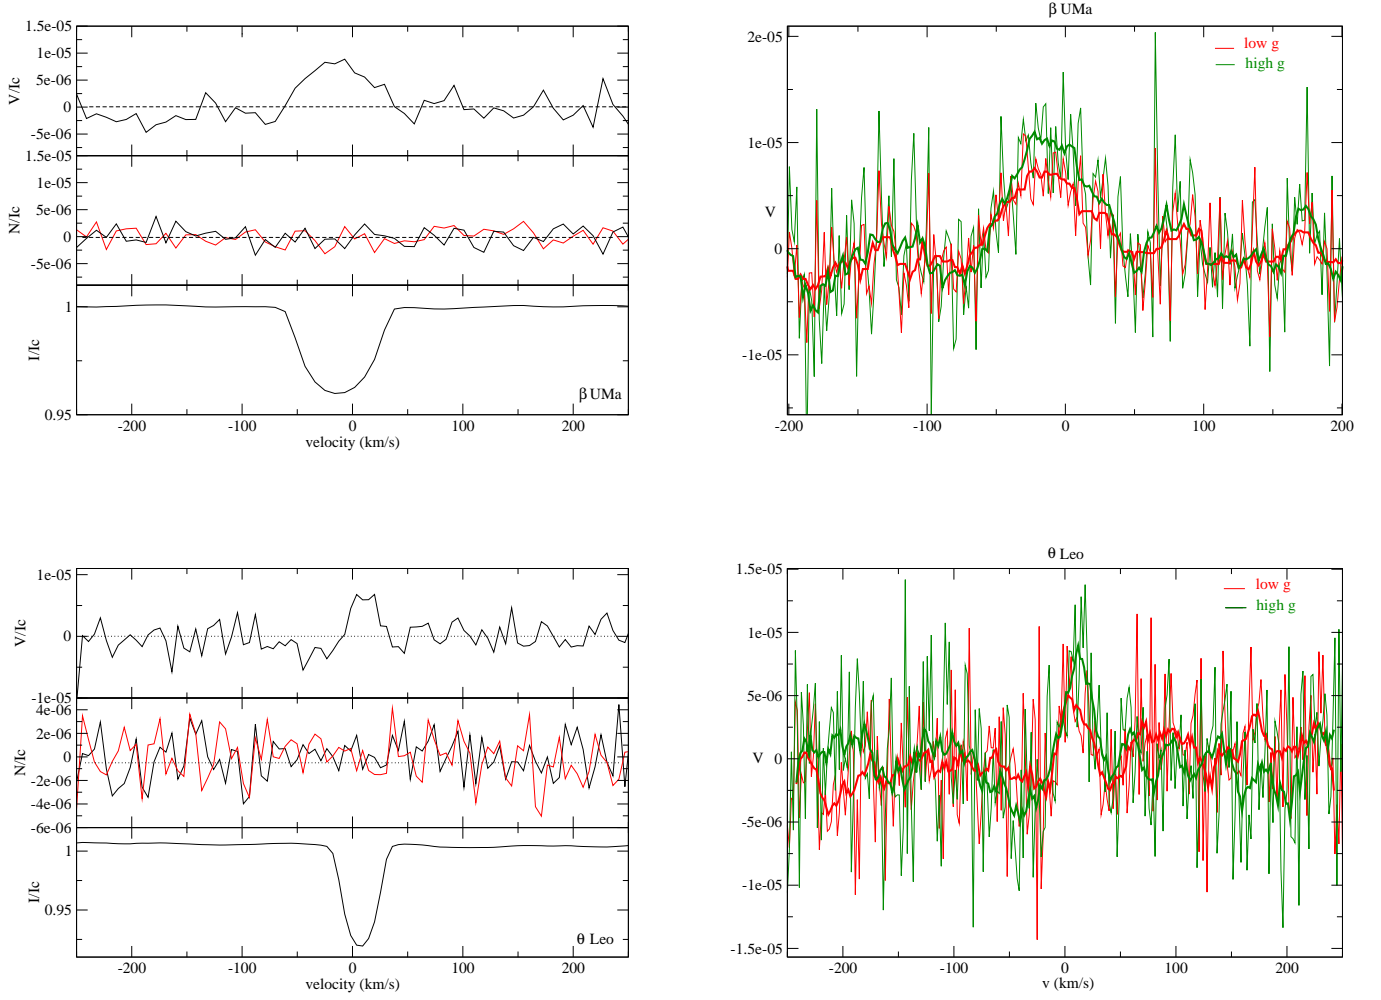 1.5e-05
1e-05
5e-06
0
-5e-06
V/Ic
1.5e-05
1e-05
5e-06
0
-5e-06
N/Ic
1
0.95
I/Ic
β UMa
-200 -100 0 100 200
velocity (km/s)
β UMa
low g
high g
2e-05
1e-05
V
0
-1e-05
-200 -100 0 100 200
1e-05
0
-1e-05
V/Ic
4e-06
2e-06
0
-2e-06
-4e-06
-6e-06
N/Ic
1
0.95
I/Ic
θ Leo
-200 -100 0 100 200
velocity (km/s)
θ Leo
low g
high g
1.5e-05
1e-05
5e-06
V
0
-5e-06
-1e-05
-1.5e-05
-200 -100 0 100 200
v (km/s)